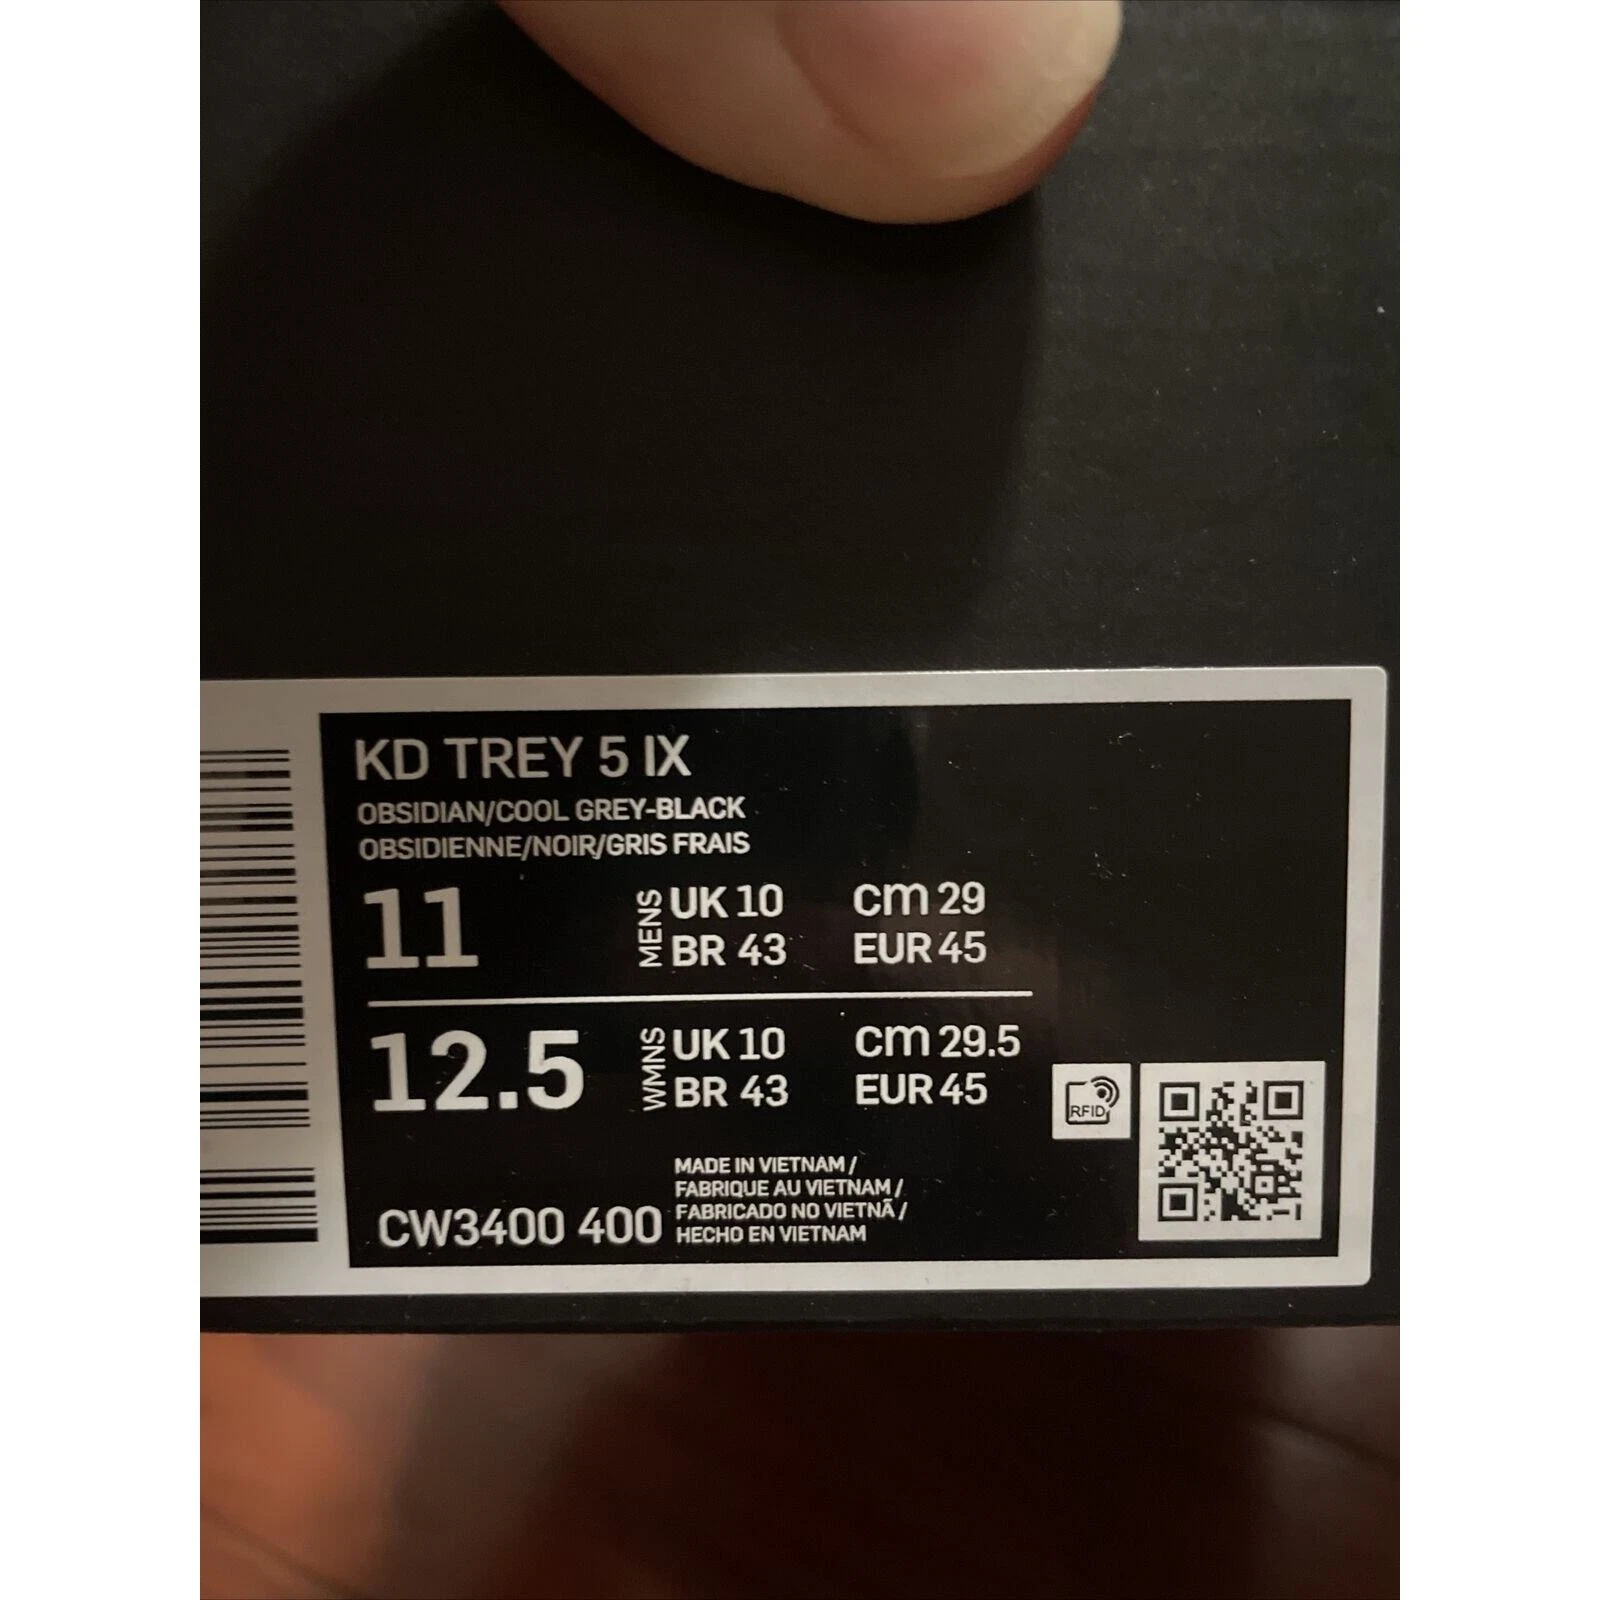 KD TREY 5 IX
OBSIDIAN/COOL GREY-BLACK
OBSIDIENNE/NOIR/GRIS FRAIS
11 MENS UK 10 cm 29
BR 43 EUR 45
12.5 WMNS UK 10 cm 29.5
BR 43 EUR 45
RFID
MADE IN VIETNAM /
FABRIQUE AU VIETNAM /
FABRICADO NO VIETNÃ /
CW3400 400 HECHO EN VIETNAM